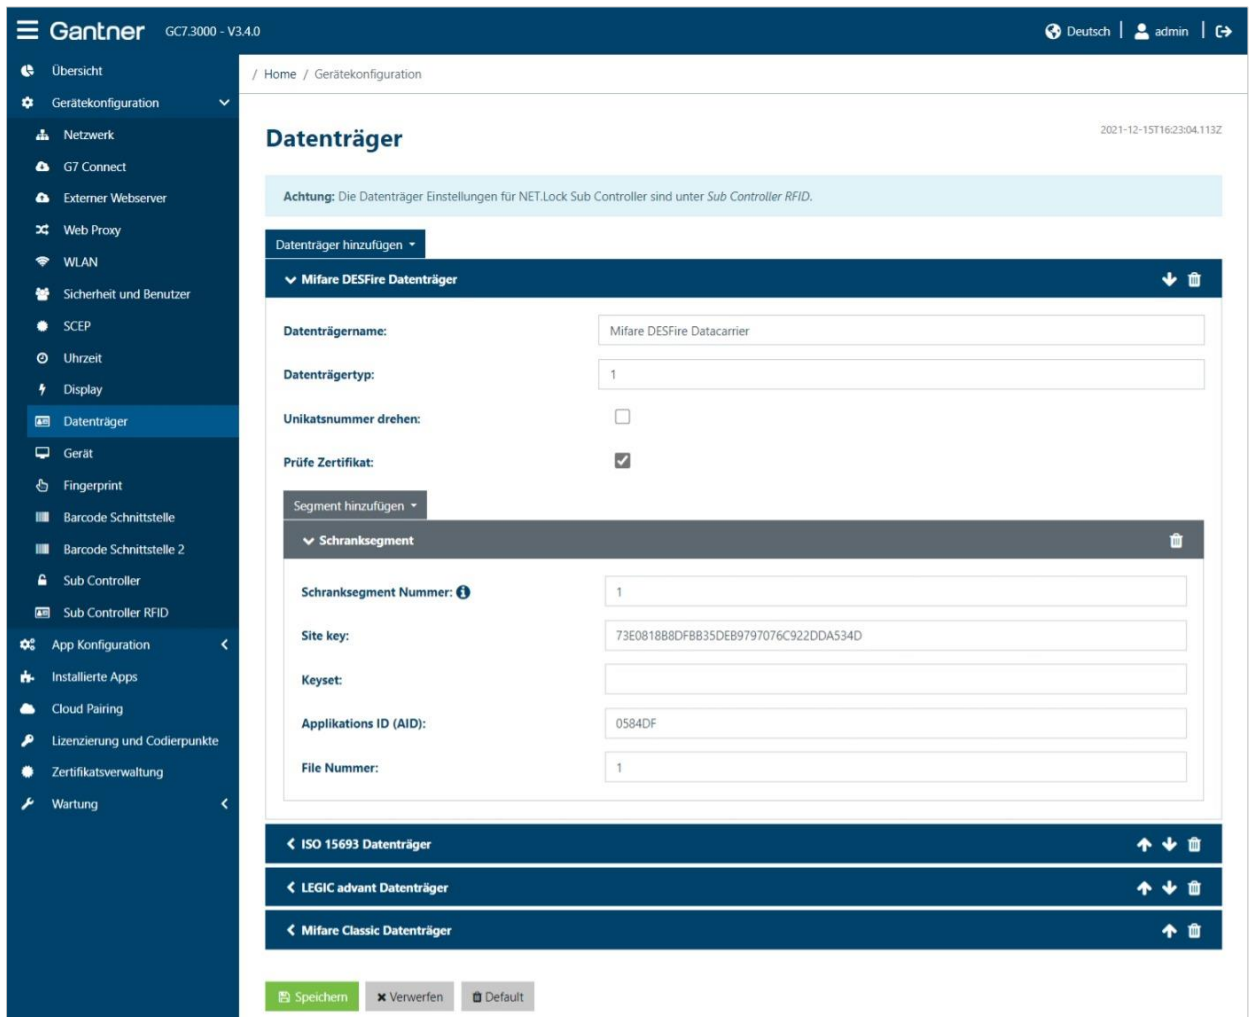 Gantner GC7.3000 - V3.4.0
Deutsch | admin |
Übersicht
Gerätekonfiguration
Netzwerk
G7 Connect
Externer Webserver
Web Proxy
WLAN
Sicherheit und Benutzer
SCEP
Uhrzeit
Display
Datenträger
Gerät
Fingerprint
Barcode Schnittstelle
Barcode Schnittstelle 2
Sub Controller
Sub Controller RFID
App Konfiguration
Installierte Apps
Cloud Pairing
Lizenzierung und Codierpunkte
Zertifikatsverwaltung
Wartung
/ Home / Gerätekonfiguration
Datenträger
2021-12-15T16:23:04.113Z
Achtung: Die Datenträger Einstellungen für NET.Lock Sub Controller sind unter Sub Controller RFID.
Datenträger hinzufügen
Mifare DESFire Datenträger
Datenträgername: Mifare DESFire Datacarrier
Datenträgertyp: 1
Unikatsnummer drehen:
Prüfe Zertifikat:
Segment hinzufügen
Schranksegment
Schranksegment Nummer: 1
Site key: 73E0818B8DFBB35DEB9797076C922DDA534D
Keyset:
Applikations ID (AID): 0584DF
File Nummer: 1
ISO 15693 Datenträger
LEGIC advant Datenträger
Mifare Classic Datenträger
Speichern
Verwerfen
Default